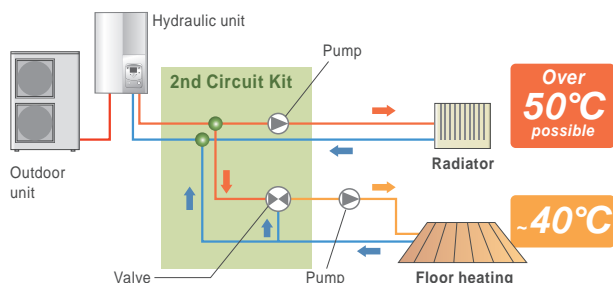 Hydraulic unit
Pump
2nd Circuit Kit
Over
50°C
possible
Outdoor
unit
Radiator
~40°C
Valve
Pump
Floor heating